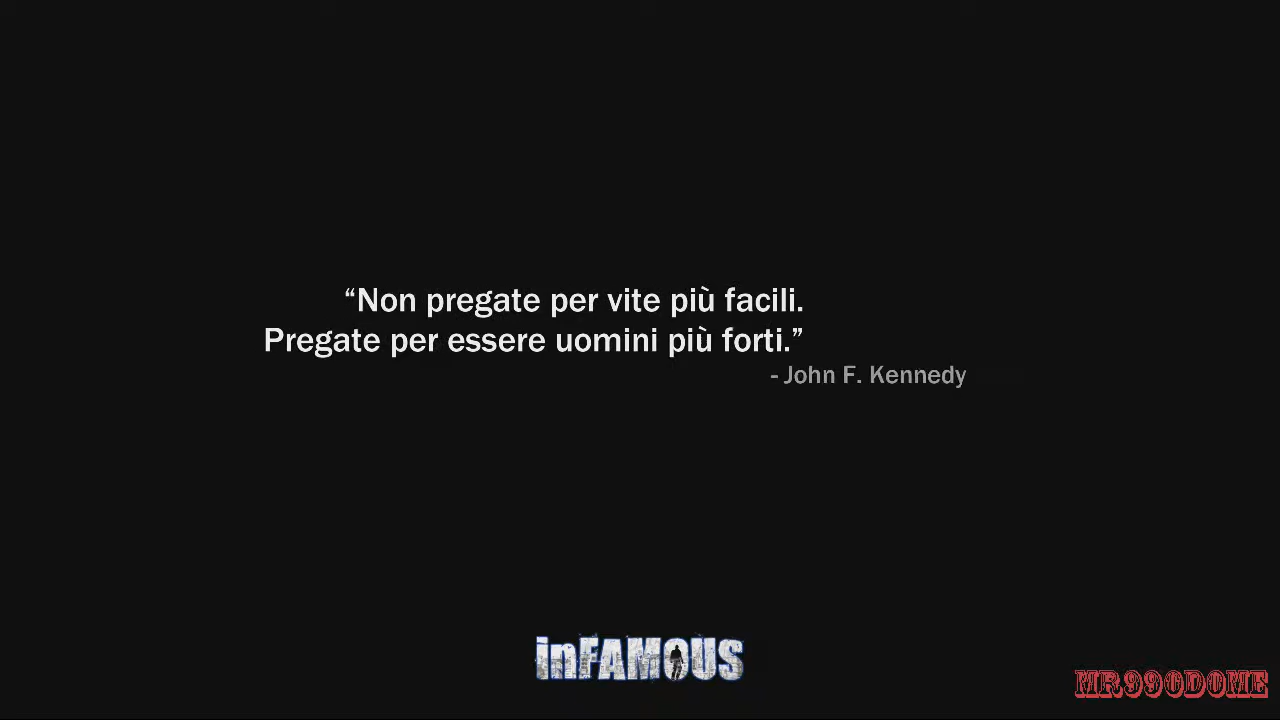 “Non pregate per vite più facili.
Pregate per essere uomini più forti.”
- John F. Kennedy
inFAMOUS
MR990DOME